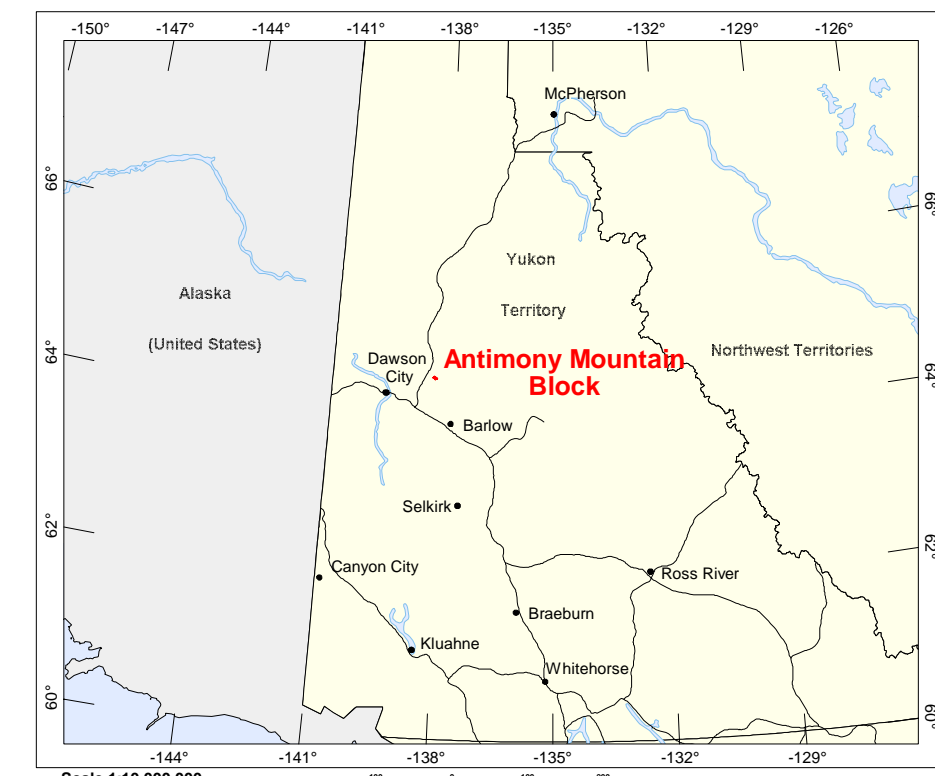 -150° -147° -144° -141° -138° -135° -132° -129° -126°
McPherson
66°
66°
Yukon
Territory
Alaska
(United States)
Northwest Territories
64°
64°
Dawson
City
Antimony Mountain
Block
Barlow
Selkirk
62°
62°
Canyon City
Ross River
Braeburn
Kluahne
Whitehorse
60°
60°
-144° -141° -138° -135° -132° -129°